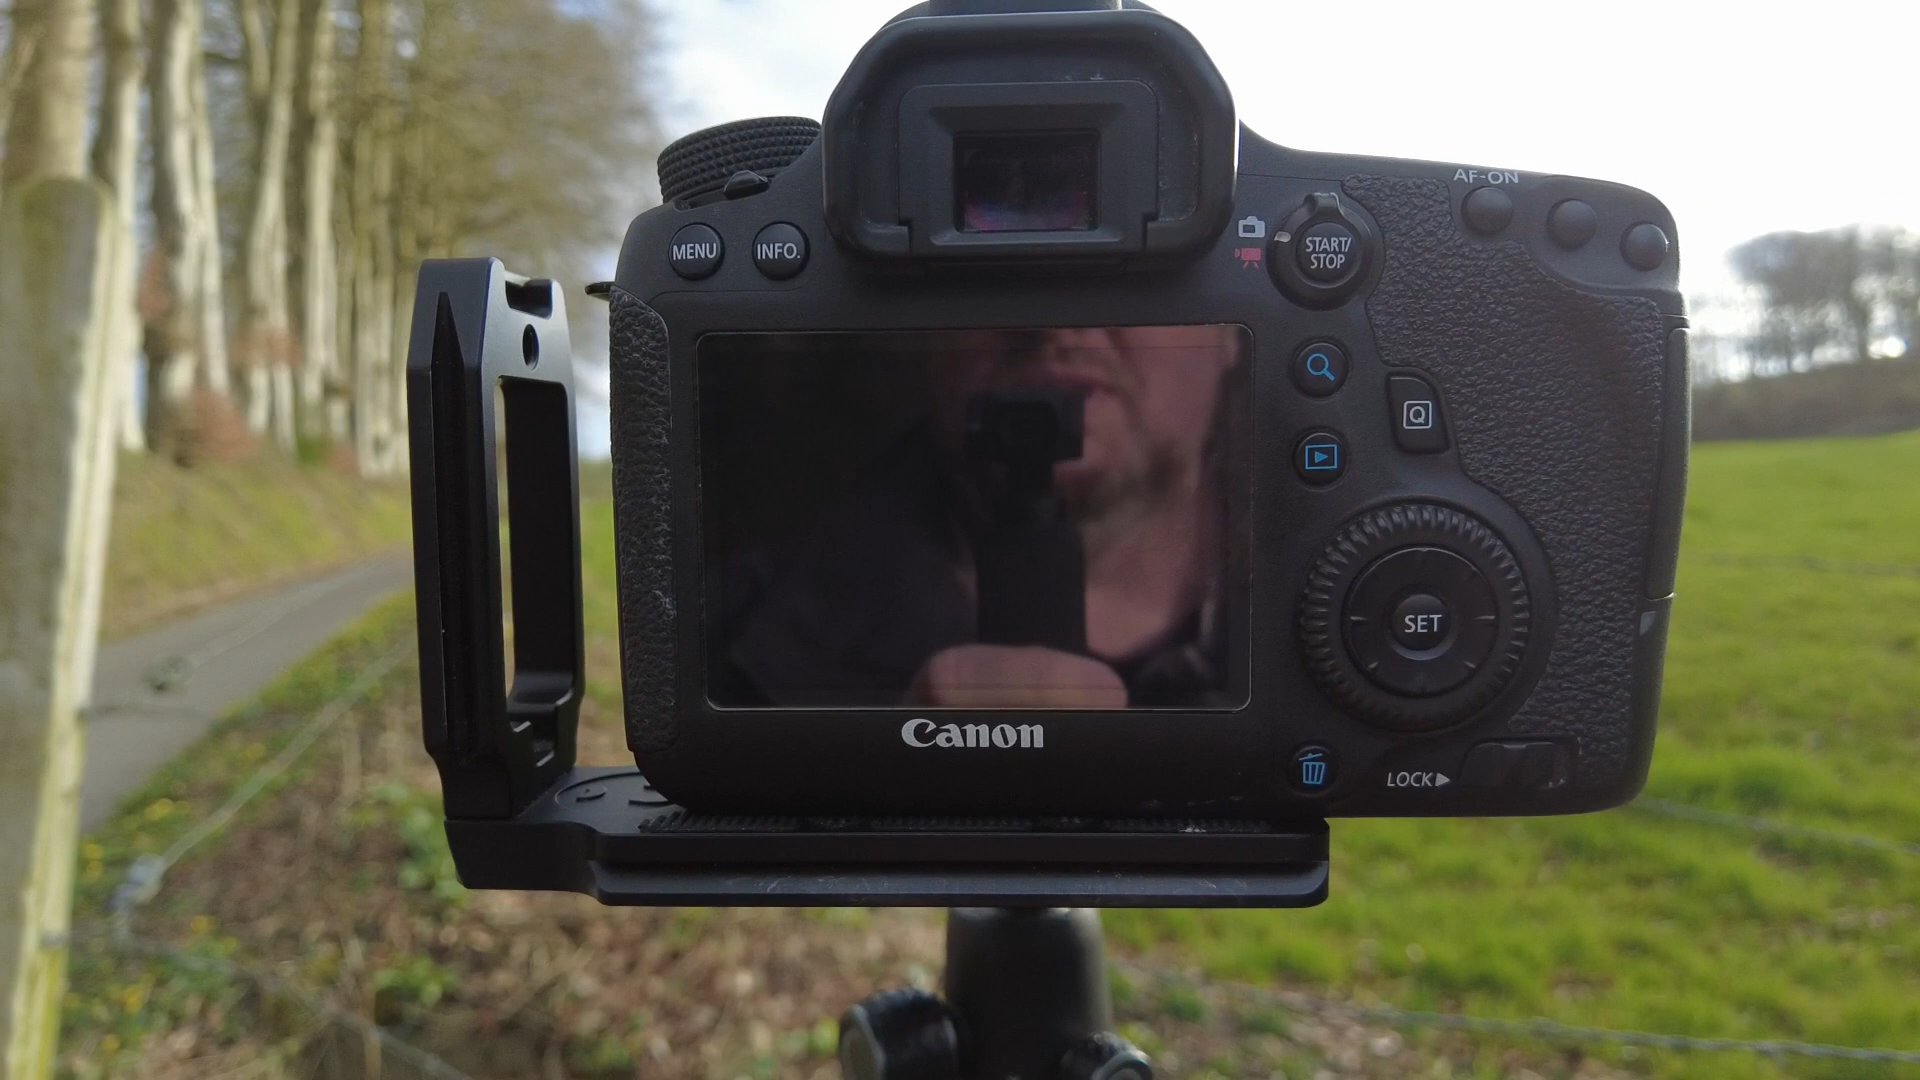 AF-ON
MENU
INFO.
START/
STOP
Q
SET
Canon
LOCK